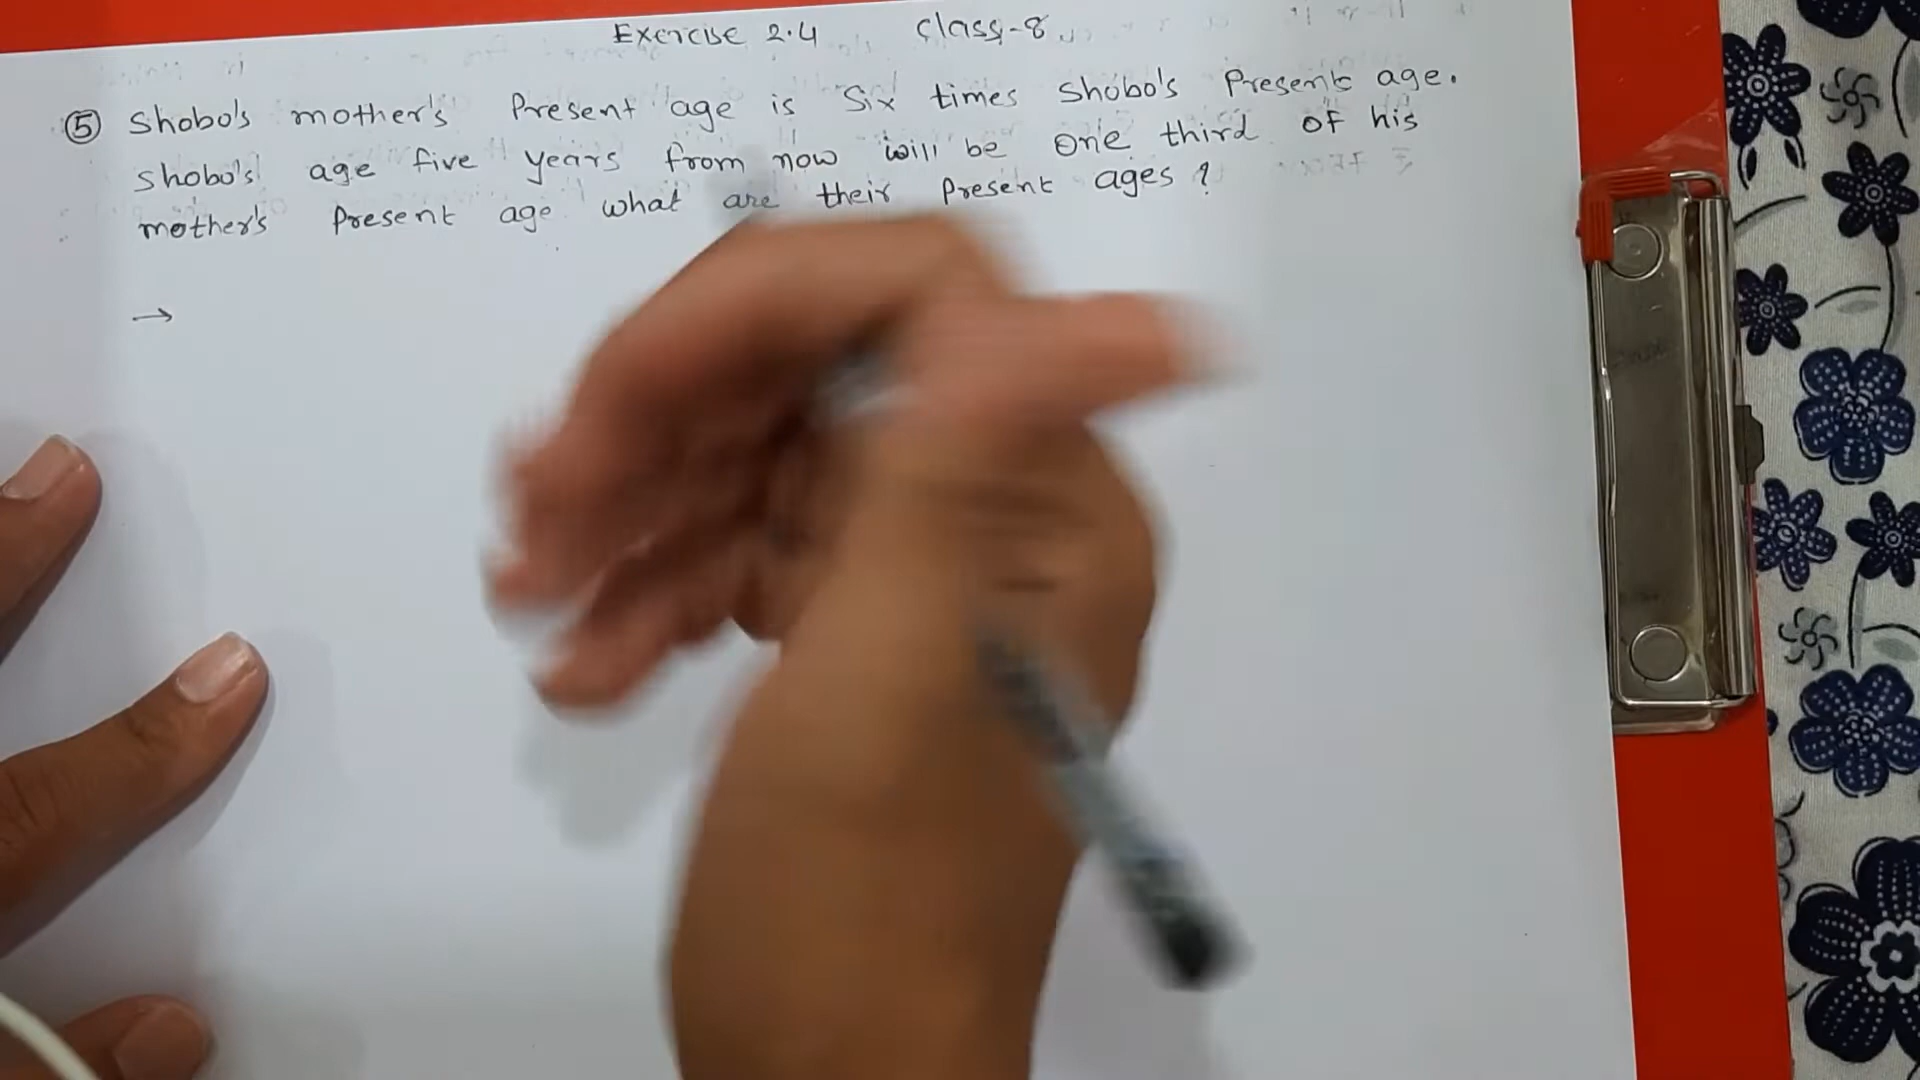 Exercise 2.4 class-8
⑤ Shobo's mother's Present age is Six times Shobo's Present age.
Shobo's age five years from now will be one third of his
mother's Present age what are their Present ages ?
→